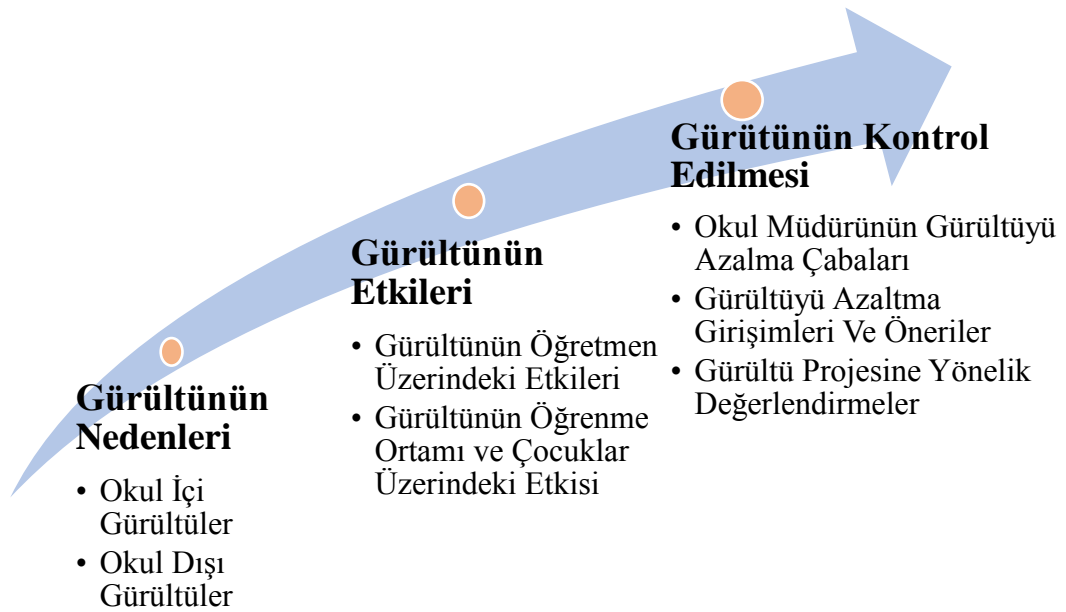 Gürültünün
Nedenleri
• Okul İçi
Gürültüler
• Okul Dışı
Gürültüler
Gürültünün
Etkileri
• Gürültünün Öğretmen
Üzerindeki Etkileri
• Gürültünün Öğrenme
Ortamı ve Çocuklar
Üzerindeki Etkisi
Gürütünün Kontrol
Edilmesi
• Okul Müdürünün Gürültüyü
Azalma Çabaları
• Gürültüyü Azaltma
Girişimleri Ve Öneriler
• Gürültü Projesine Yönelik
Değerlendirmeler